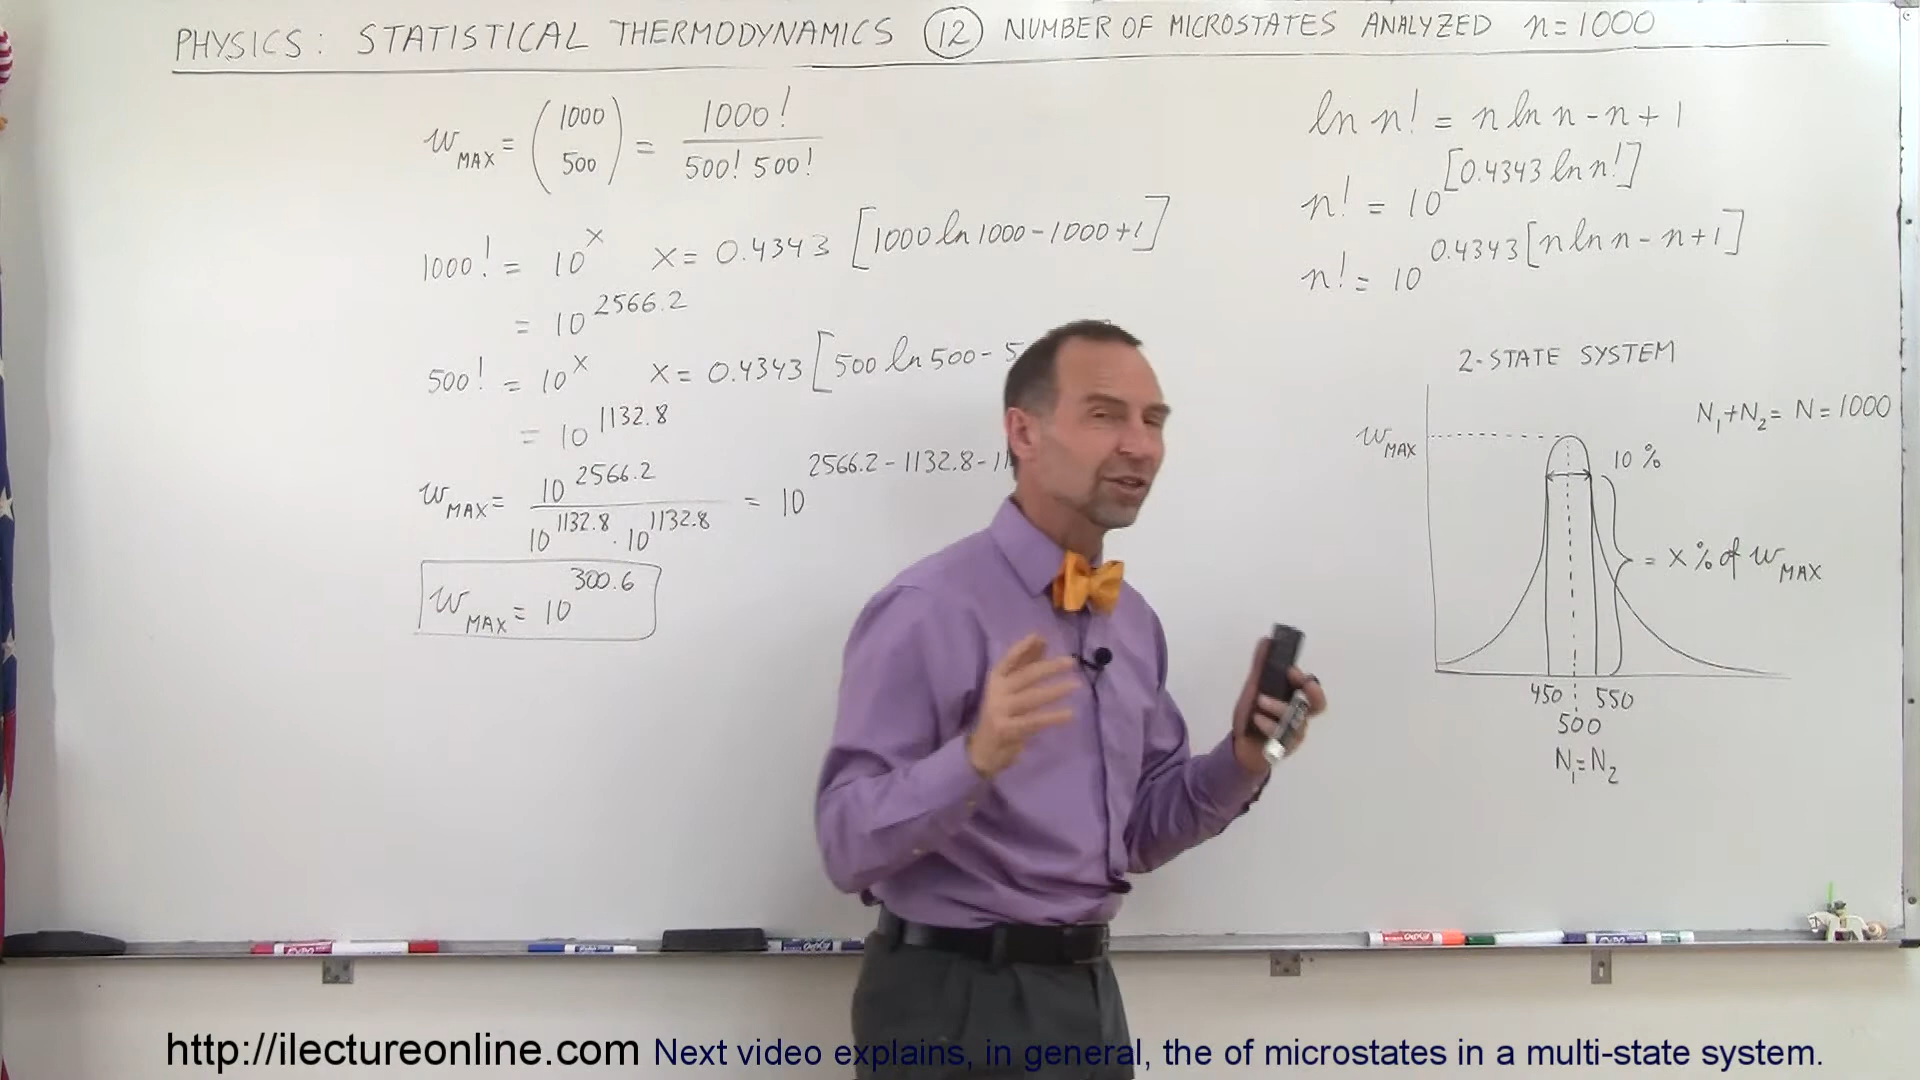 PHYSICS: STATISTICAL THERMODYNAMICS (12) NUMBER OF MICROSTATES ANALYZED n=1000
w_MAX = (1000 500) = 1000! / 500! 500!
1000! = 10^x x = 0.4343 [1000 ln 1000 - 1000 + 1]
= 10^2566.2
500! = 10^x x = 0.4343 [500 ln 500 - 5
= 10^1132.8
w_MAX = 10^2566.2 / 10^1132.8 · 10^1132.8 = 10^2566.2 - 1132.8 - 11
w_MAX = 10^300.6
ln n! = n ln n - n + 1
n! = 10^[0.4343 ln n!]
n! = 10^0.4343[n ln n - n + 1]
2-STATE SYSTEM
N₁+N₂ = N = 1000
w_MAX
10 %
= x % of w_MAX
450 550
500
N₁=N₂
http://ilectureonline.com Next video explains, in general, the of microstates in a multi-state system.